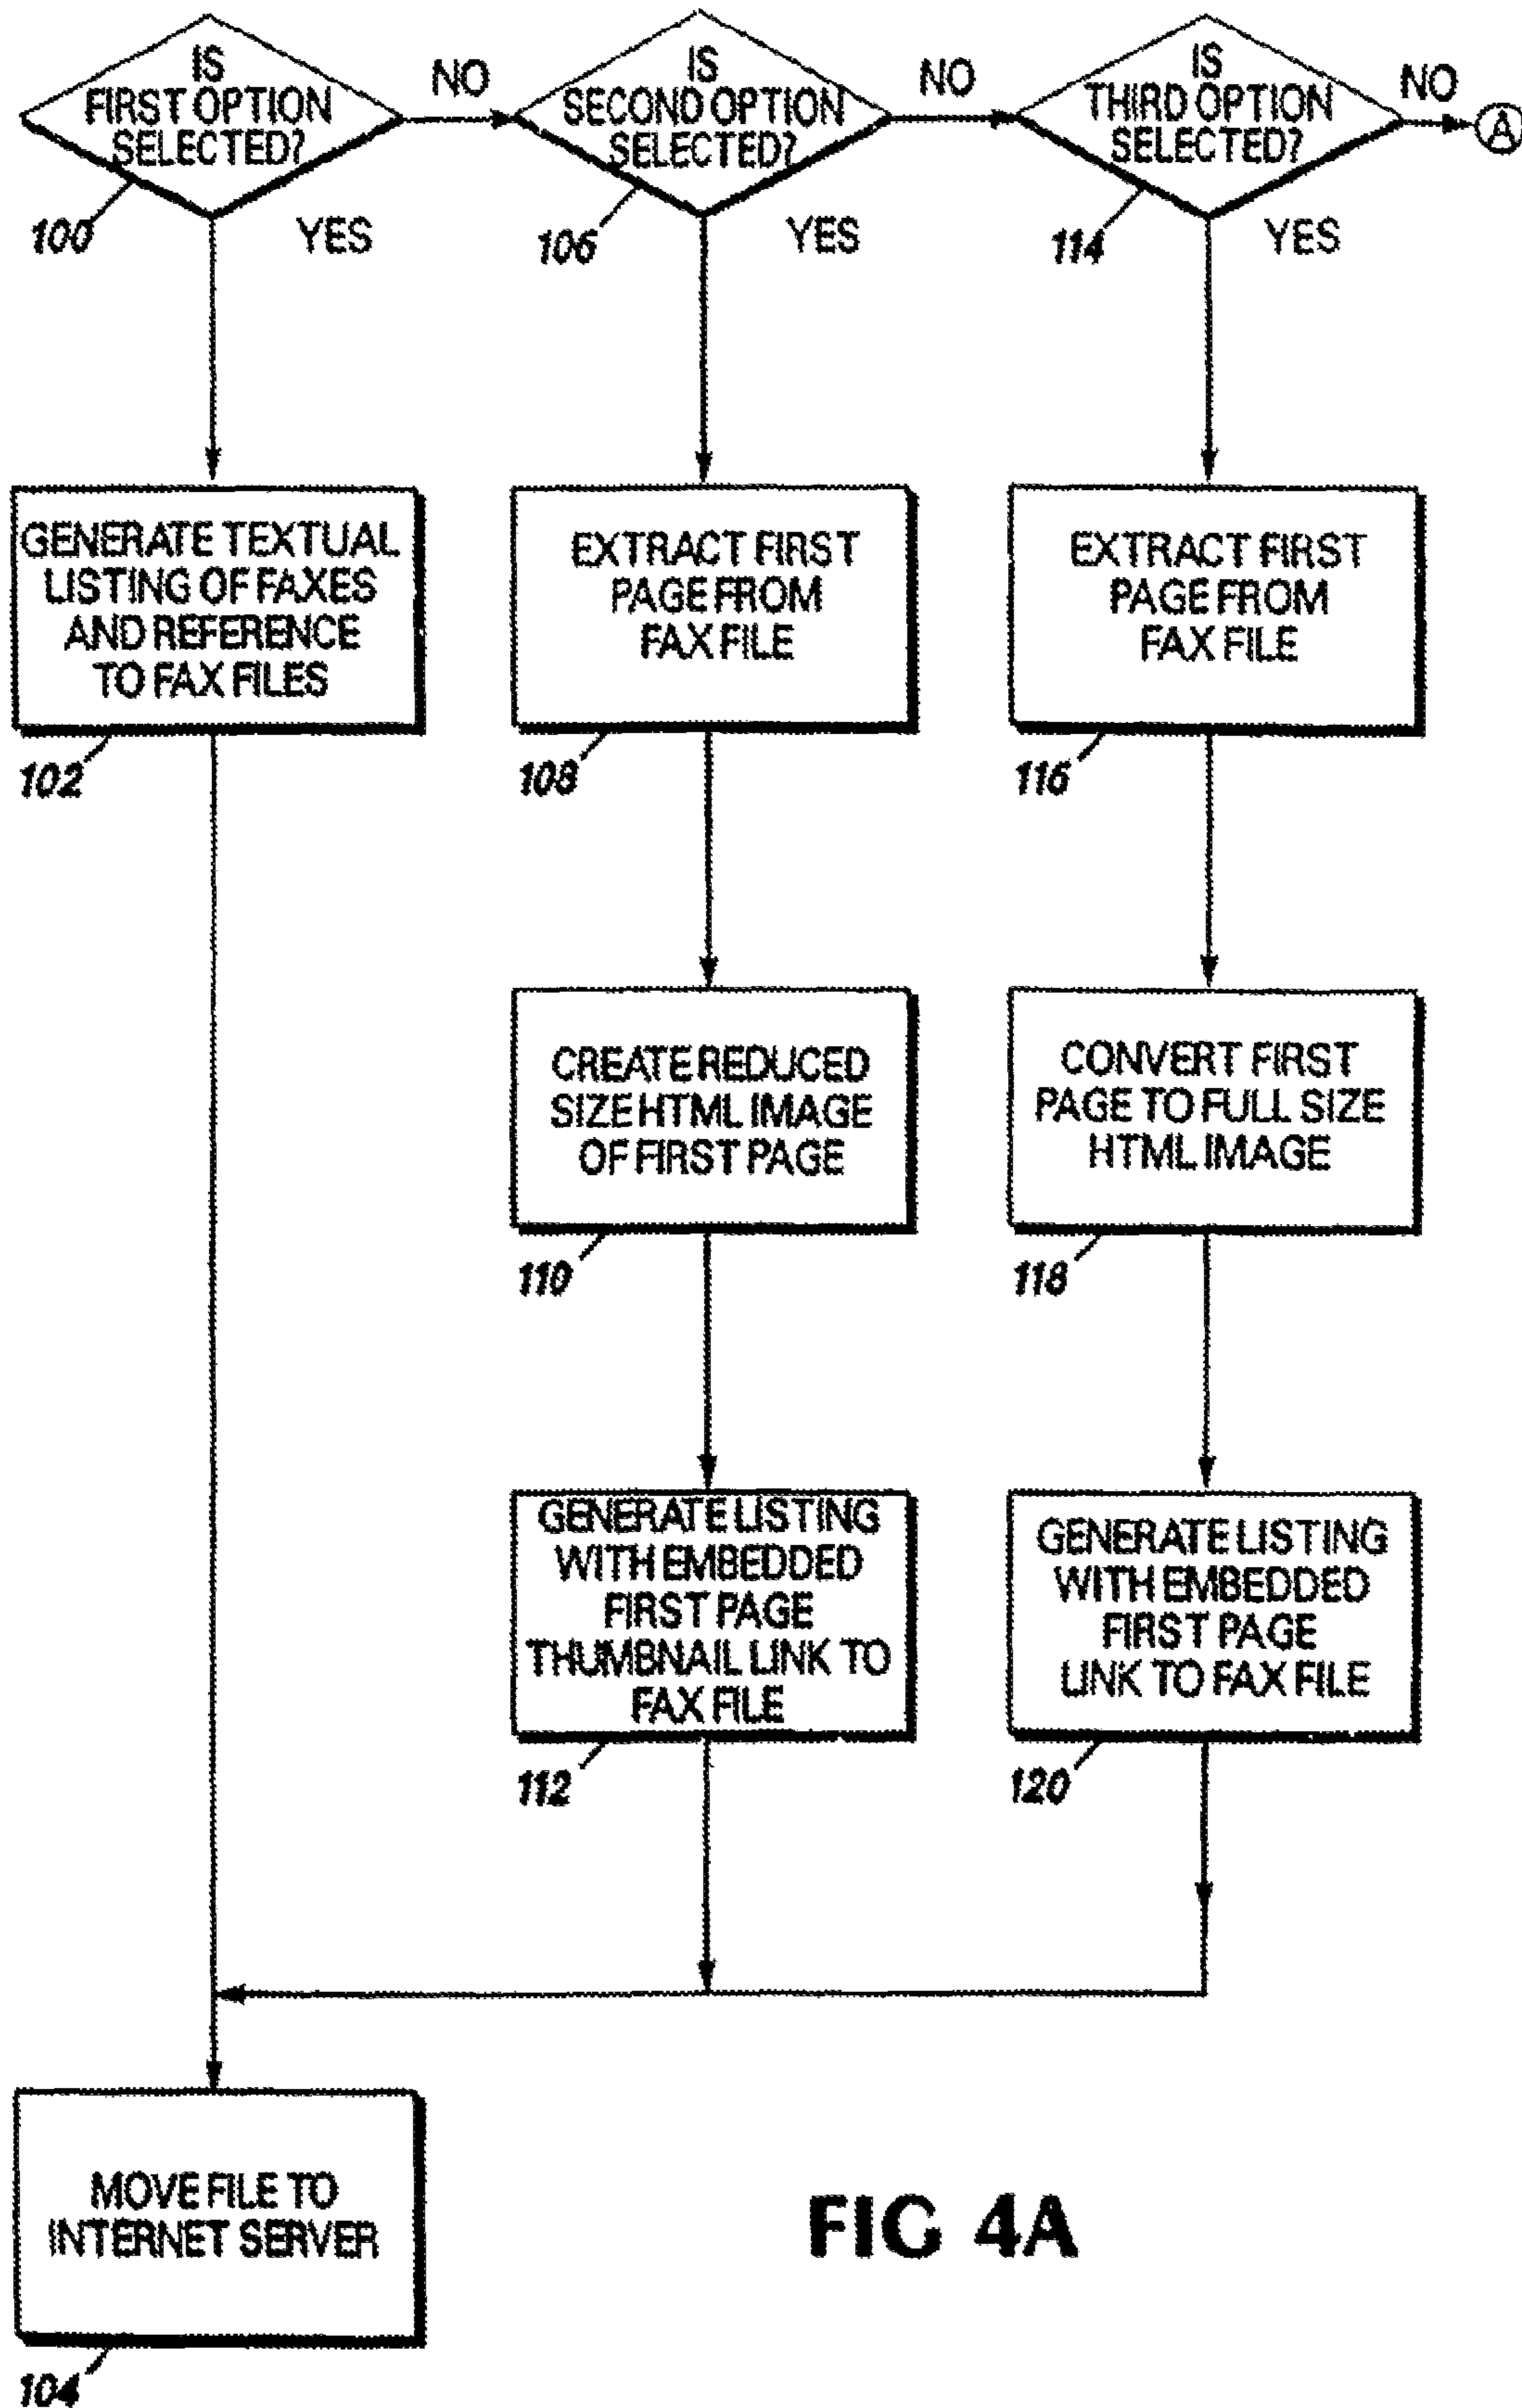 IS
FIRST OPTION
SELECTED?
NO
IS
SECOND OPTION
SELECTED?
NO
IS
THIRD OPTION
SELECTED?
NO
A
100
YES
106
YES
114
YES
GENERATE TEXTUAL
LISTING OF FAXES
AND REFERENCE
TO FAX FILES
102
EXTRACT FIRST
PAGE FROM
FAX FILE
108
EXTRACT FIRST
PAGE FROM
FAX FILE
116
CREATE REDUCED
SIZE HTML IMAGE
OF FIRST PAGE
110
CONVERT FIRST
PAGE TO FULL SIZE
HTML IMAGE
118
GENERATE LISTING
WITH EMBEDDED
FIRST PAGE
THUMBNAIL LINK TO
FAX FILE
112
GENERATE LISTING
WITH EMBEDDED
FIRST PAGE
LINK TO FAX FILE
120
MOVE FILE TO
INTERNET SERVER
104
FIG 4A